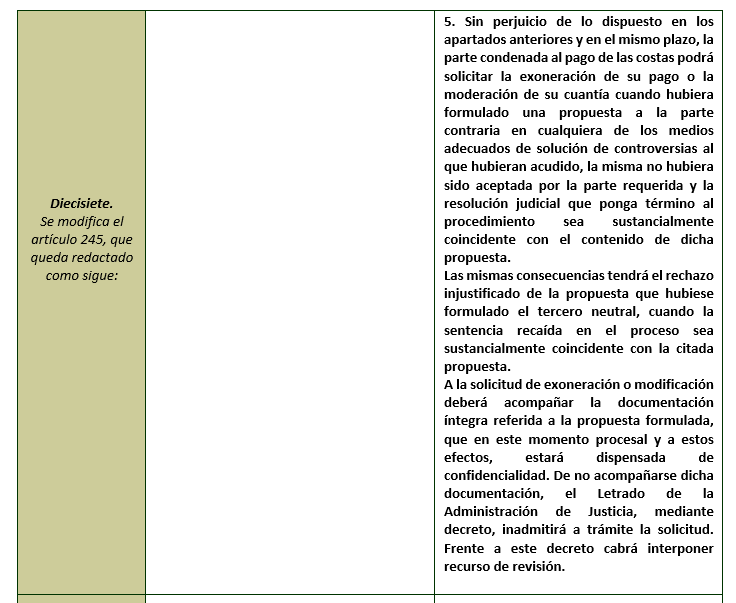 Diecisiete.
Se modifica el
artículo 245, que
queda redactado
como sigue:
5. Sin perjuicio de lo dispuesto en los
apartados anteriores y en el mismo plazo, la
parte condenada al pago de las costas podrá
solicitar la exoneración de su pago o la
moderación de su cuantía cuando hubiera
formulado una propuesta a la parte
contraria en cualquiera de los medios
adecuados de solución de controversias al
que hubieran acudido, la misma no hubiera
sido aceptada por la parte requerida y la
resolución judicial que ponga término al
procedimiento sea sustancialmente
coincidente con el contenido de dicha
propuesta.
Las mismas consecuencias tendrá el rechazo
injustificado de la propuesta que hubiese
formulado el tercero neutral, cuando la
sentencia recaída en el proceso sea
sustancialmente coincidente con la citada
propuesta.
A la solicitud de exoneración o modificación
deberá acompañar la documentación
íntegra referida a la propuesta formulada,
que en este momento procesal y a estos
efectos, estará dispensada de
confidencialidad. De no acompañarse dicha
documentación, el Letrado de la
Administración de Justicia, mediante
decreto, inadmitirá a trámite la solicitud.
Frente a este decreto cabrá interponer
recurso de revisión.